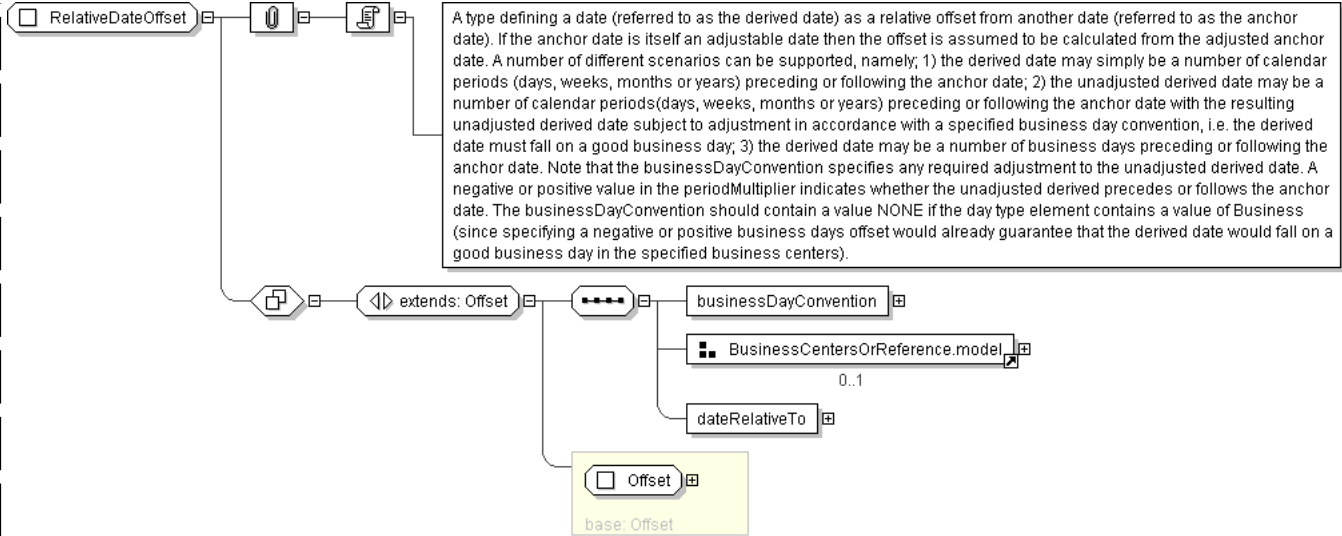 RelativeDateOffset
A type defining a date (referred to as the derived date) as a relative offset from another date (referred to as the anchor
date). If the anchor date is itself an adjustable date then the offset is assumed to be calculated from the adjusted anchor
date. A number of different scenarios can be supported, namely; 1) the derived date may simply be a number of calendar
periods (days, weeks, months or years) preceding or following the anchor date; 2) the unadjusted derived date may be a
number of calendar periods(days, weeks, months or years) preceding or following the anchor date with the resulting
unadjusted derived date subject to adjustment in accordance with a specified business day convention, i.e. the derived
date must fall on a good business day; 3) the derived date may be a number of business days preceding or following the
anchor date. Note that the businessDayConvention specifies any required adjustment to the unadjusted derived date. A
negative or positive value in the periodMultiplier indicates whether the unadjusted derived precedes or follows the anchor
date. The businessDayConvention should contain a value NONE if the day type element contains a value of Business
(since specifying a negative or positive business days offset would already guarantee that the derived date would fall on a
good business day in the specified business centers).
extends: Offset
businessDayConvention
BusinessCentersOrReference.model
0..1
dateRelativeTo
Offset
base: Offset